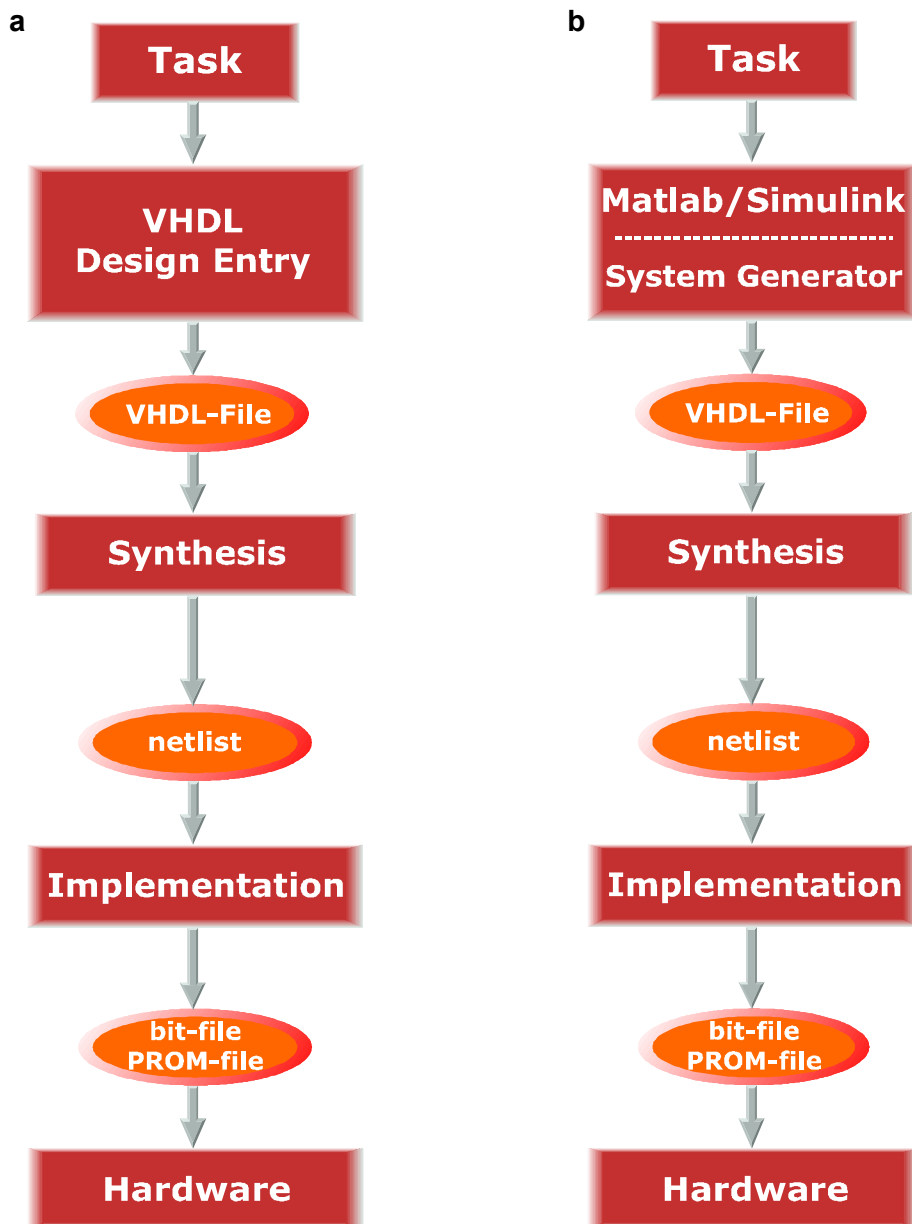 a
Task
VHDL
Design Entry
VHDL-File
Synthesis
netlist
Implementation
bit-file
PROM-file
Hardware
b
Task
Matlab/Simulink
System Generator
VHDL-File
Synthesis
netlist
Implementation
bit-file
PROM-file
Hardware